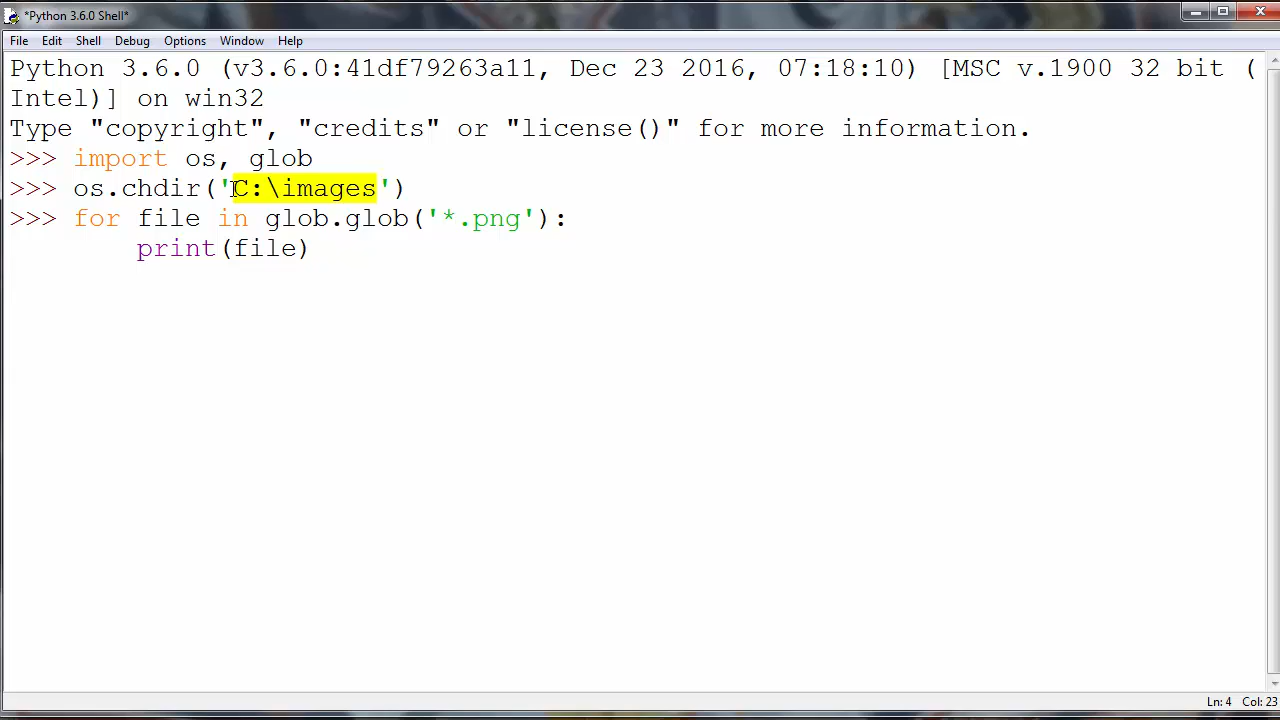 *Python 3.6.0 Shell*
File Edit Shell Debug Options Window Help
Python 3.6.0 (v3.6.0:41df79263a11, Dec 23 2016, 07:18:10) [MSC v.1900 32 bit (
Intel)] on win32
Type "copyright", "credits" or "license()" for more information.
>>> import os, glob
>>> os.chdir('C:\images')
>>> for file in glob.glob('*.png'):
        print(file)
Ln: 4 Col: 23